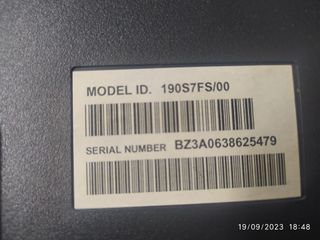 MODEL ID. 190S7FS/00
SERIAL NUMBER BZ3A0638625479
19/09/2023 18:48